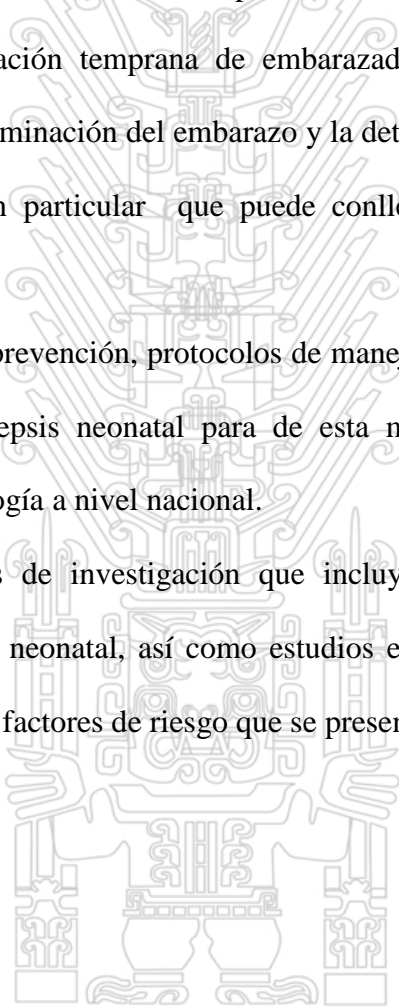 ación temprana de embarazad
minación del embarazo y la det
n particular que puede conll
prevención, protocolos de manej
epsis neonatal para de esta m
ogía a nivel nacional.
s de investigación que incluy
neonatal, así como estudios e
factores de riesgo que se presen